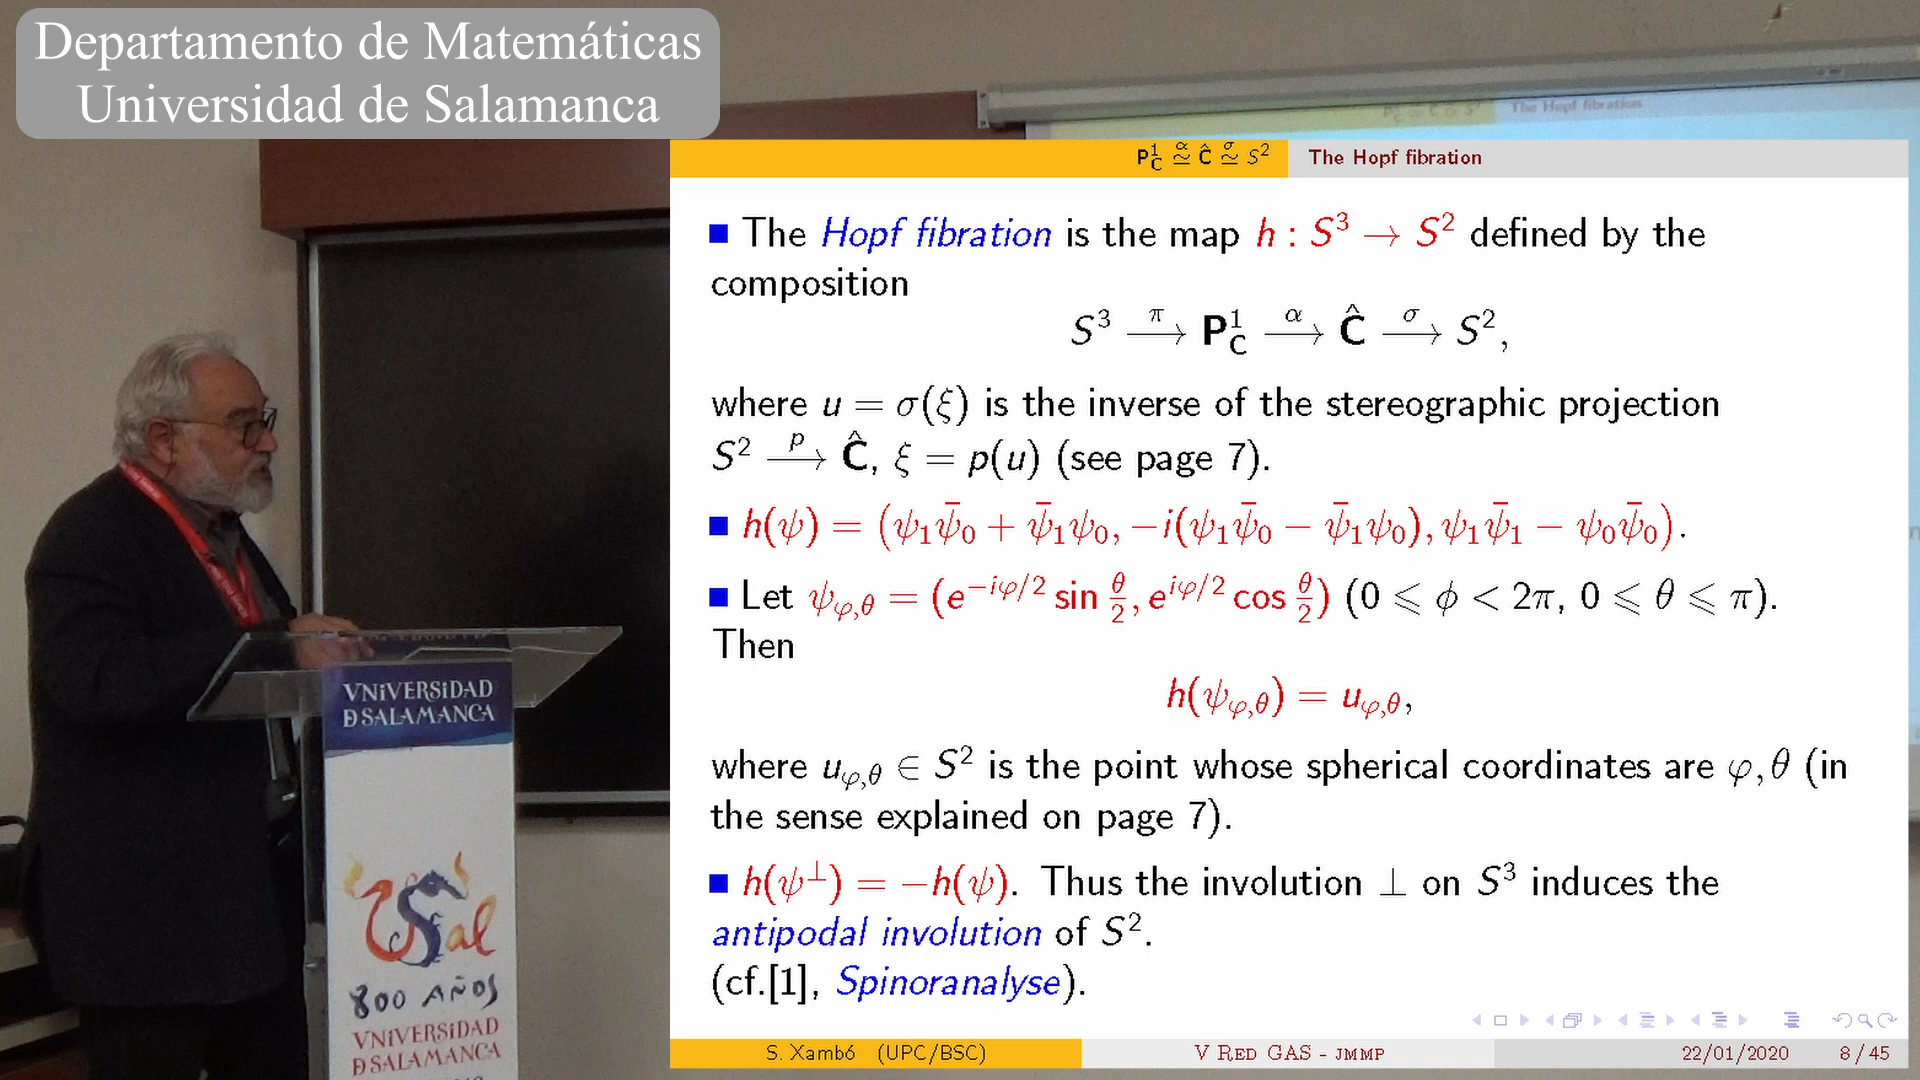 Departamento de Matemáticas
Universidad de Salamanca
The Hopf fibration
P¹_C ≃^α Ĉ ≃^σ S² The Hopf fibration
■ The Hopf fibration is the map h : S³ → S² defined by the
composition
S³ —π→ P¹_C —α→ Ĉ —σ→ S²,
where u = σ(ξ) is the inverse of the stereographic projection
S² —p→ Ĉ, ξ = p(u) (see page 7).
■ h(ψ) = (ψ₁ψ̄₀ + ψ̄₁ψ₀, −i(ψ₁ψ̄₀ − ψ̄₁ψ₀), ψ₁ψ̄₁ − ψ₀ψ̄₀).
■ Let ψ_{φ,θ} = (e^{−iφ/2} sin θ/2, e^{iφ/2} cos θ/2) (0 ⩽ ϕ < 2π, 0 ⩽ θ ⩽ π).
Then
h(ψ_{φ,θ}) = u_{φ,θ},
where u_{φ,θ} ∈ S² is the point whose spherical coordinates are φ, θ (in
the sense explained on page 7).
■ h(ψ^⊥) = −h(ψ). Thus the involution ⊥ on S³ induces the
antipodal involution of S².
(cf.[1], Spinoranalyse).
S. Xambó (UPC/BSC) V Red GAS - jmmp 22/01/2020 8 / 45
VNiVERSiDAD
Ð SALAMANCA
USal
800 AÑOS
VNiVERSiDAD
Ð SALAMANCA